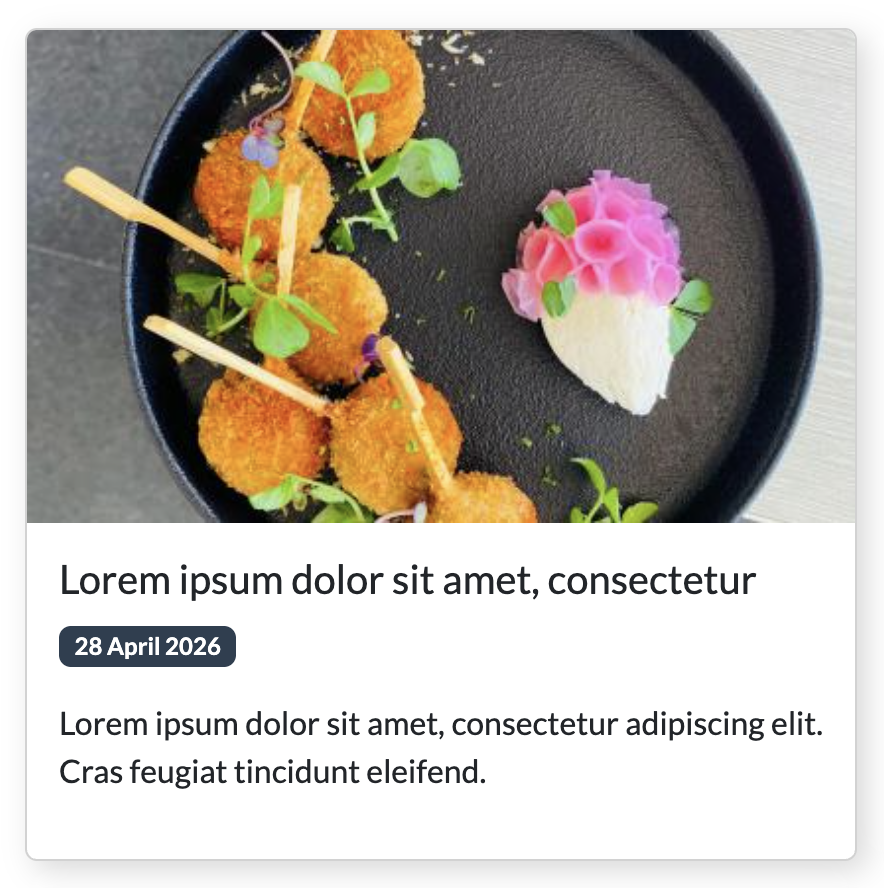 Lorem ipsum dolor sit amet, consectetur
28 April 2026
Lorem ipsum dolor sit amet, consectetur adipiscing elit.
Cras feugiat tincidunt eleifend.